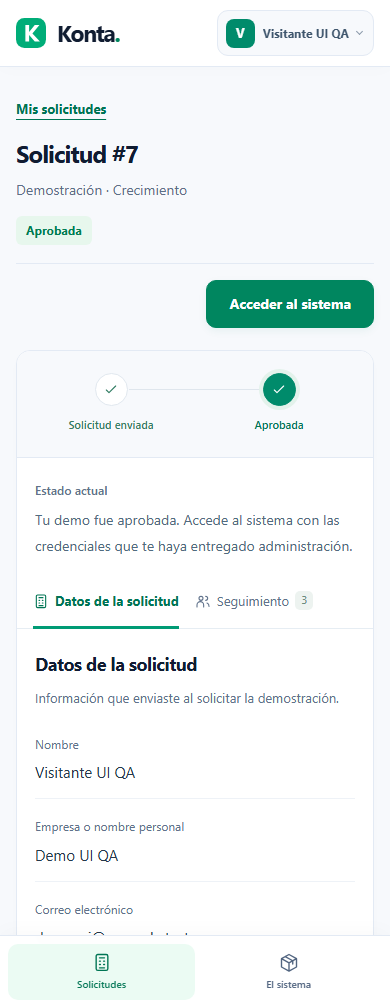 K Konta.
V Visitante UI QA
Mis solicitudes
Solicitud #7
Demostración · Crecimiento
Aprobada
Acceder al sistema
Solicitud enviada
Aprobada
Estado actual
Tu demo fue aprobada. Accede al sistema con las
credenciales que te haya entregado administración.
Datos de la solicitud
Seguimiento 3
Datos de la solicitud
Información que enviaste al solicitar la demostración.
Nombre
Visitante UI QA
Empresa o nombre personal
Demo UI QA
Correo electrónico
Solicitudes
El sistema